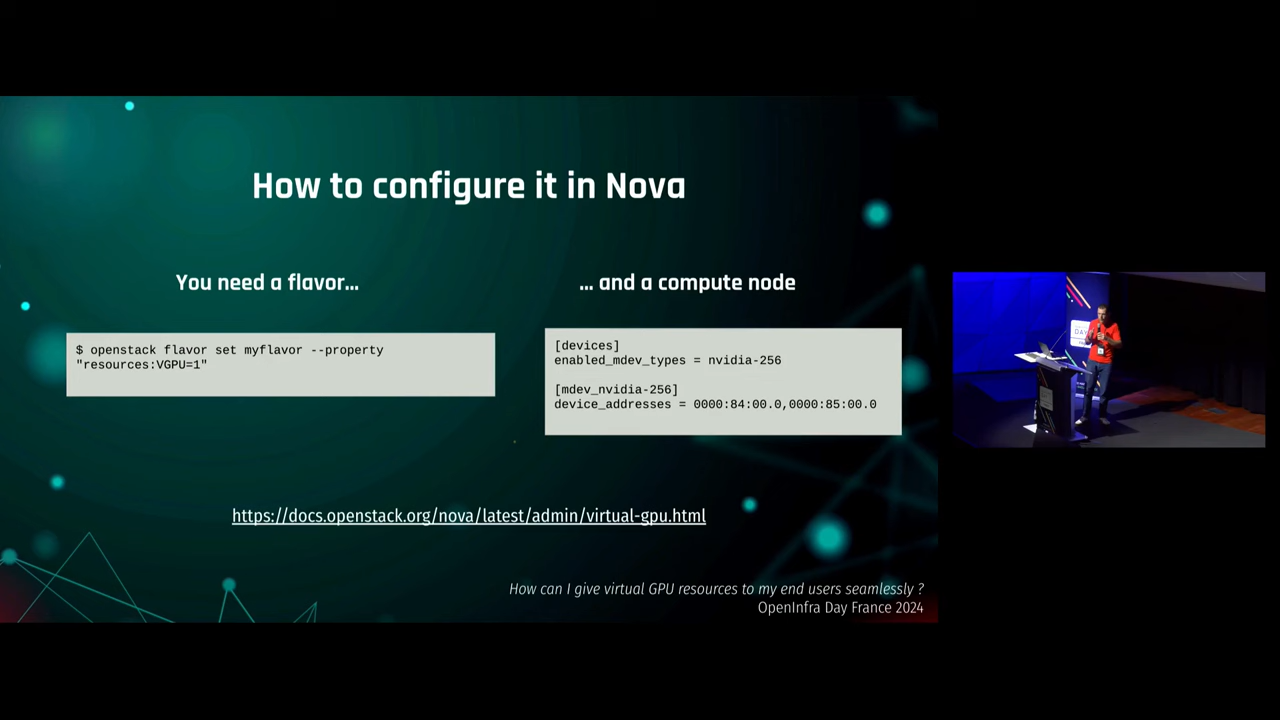 How to configure it in Nova
You need a flavor...
$ openstack flavor set myflavor --property
"resources:VGPU=1"
... and a compute node
[devices]
enabled_mdev_types = nvidia-256
[mdev_nvidia-256]
device_addresses = 0000:84:00.0,0000:85:00.0
https://docs.openstack.org/nova/latest/admin/virtual-gpu.html
How can I give virtual GPU resources to my end users seamlessly ?
OpenInfra Day France 2024